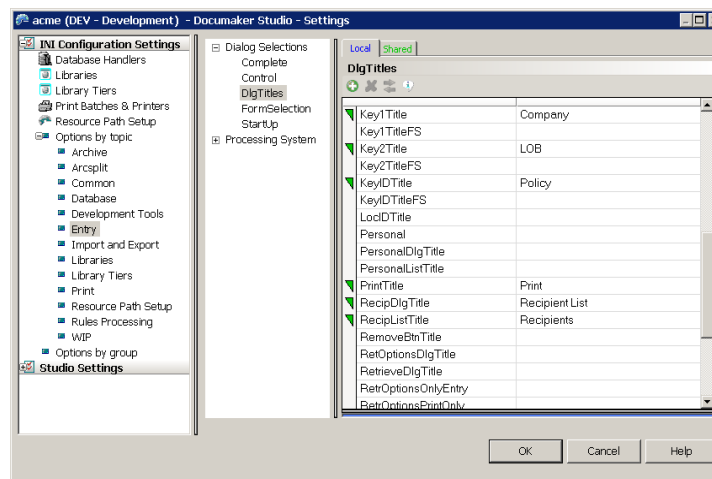 acme (DEV - Development) - Documaker Studio - Settings
INI Configuration Settings
Database Handlers
Libraries
Library Tiers
Print Batches & Printers
Resource Path Setup
Options by topic
Archive
Arcsplit
Common
Database
Development Tools
Entry
Import and Export
Libraries
Library Tiers
Print
Resource Path Setup
Rules Processing
WIP
Options by group
Studio Settings
Dialog Selections
Complete
Control
DlgTitles
FormSelection
StartUp
Processing System
Local Shared
DlgTitles
Key1Title Company
Key1TitleFS
Key2Title LOB
Key2TitleFS
KeyIDTitle Policy
KeyIDTitleFS
LocIDTitle
Personal
PersonalDlgTitle
PersonalListTitle
PrintTitle Print
RecipDlgTitle Recipient List
RecipListTitle Recipients
RemoveBtnTitle
RetOptionsDlgTitle
RetrieveDlgTitle
RetrOptionsOnlyEntry
RetrOptionsPrintOnly
OK Cancel Help